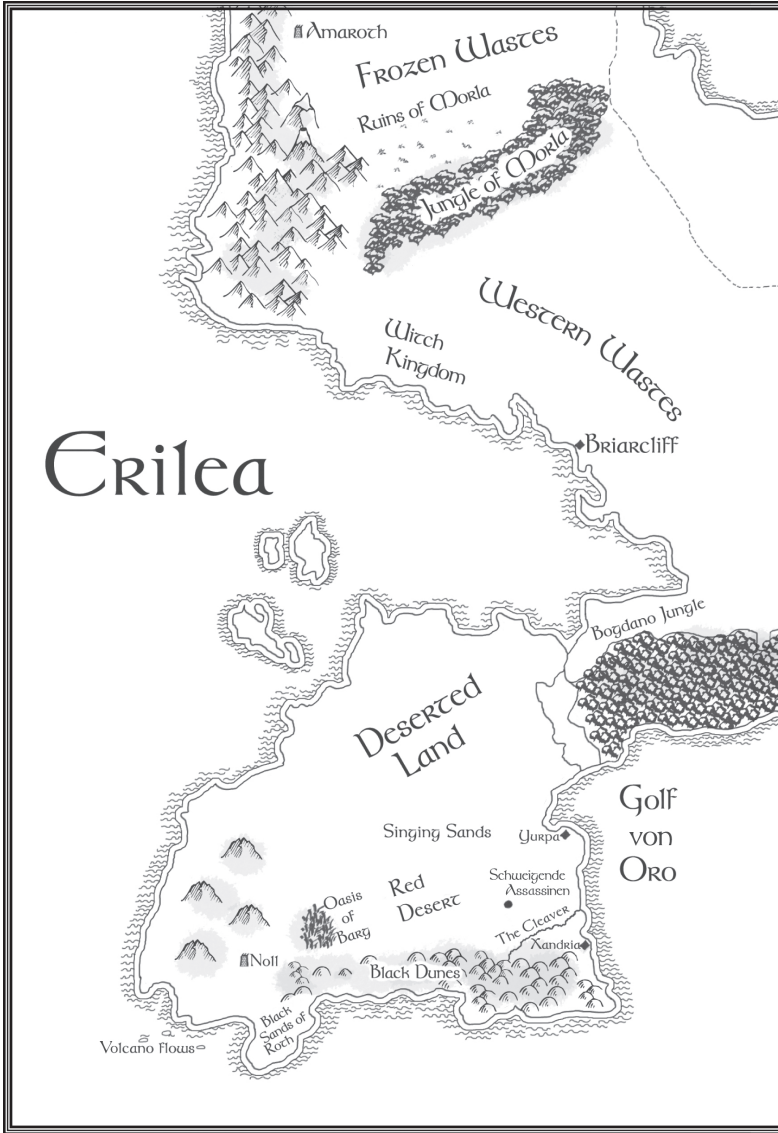 Amaroth
Frozen Wastes
Ruins of Morla
Jungle of Morla
Western Wastes
Witch
Kingdom
Briarcliff
Erilea
Bogdano Jungle
Deserted
Land
Golf
von
Oro
Singing Sands
Yurpa
Schweigende
Assassinen
Red
Desert
Oasis
of
Barg
The Cleaver
Xandria
Noll
Black Dunes
Black
Sands of
Roth
Volcano flows